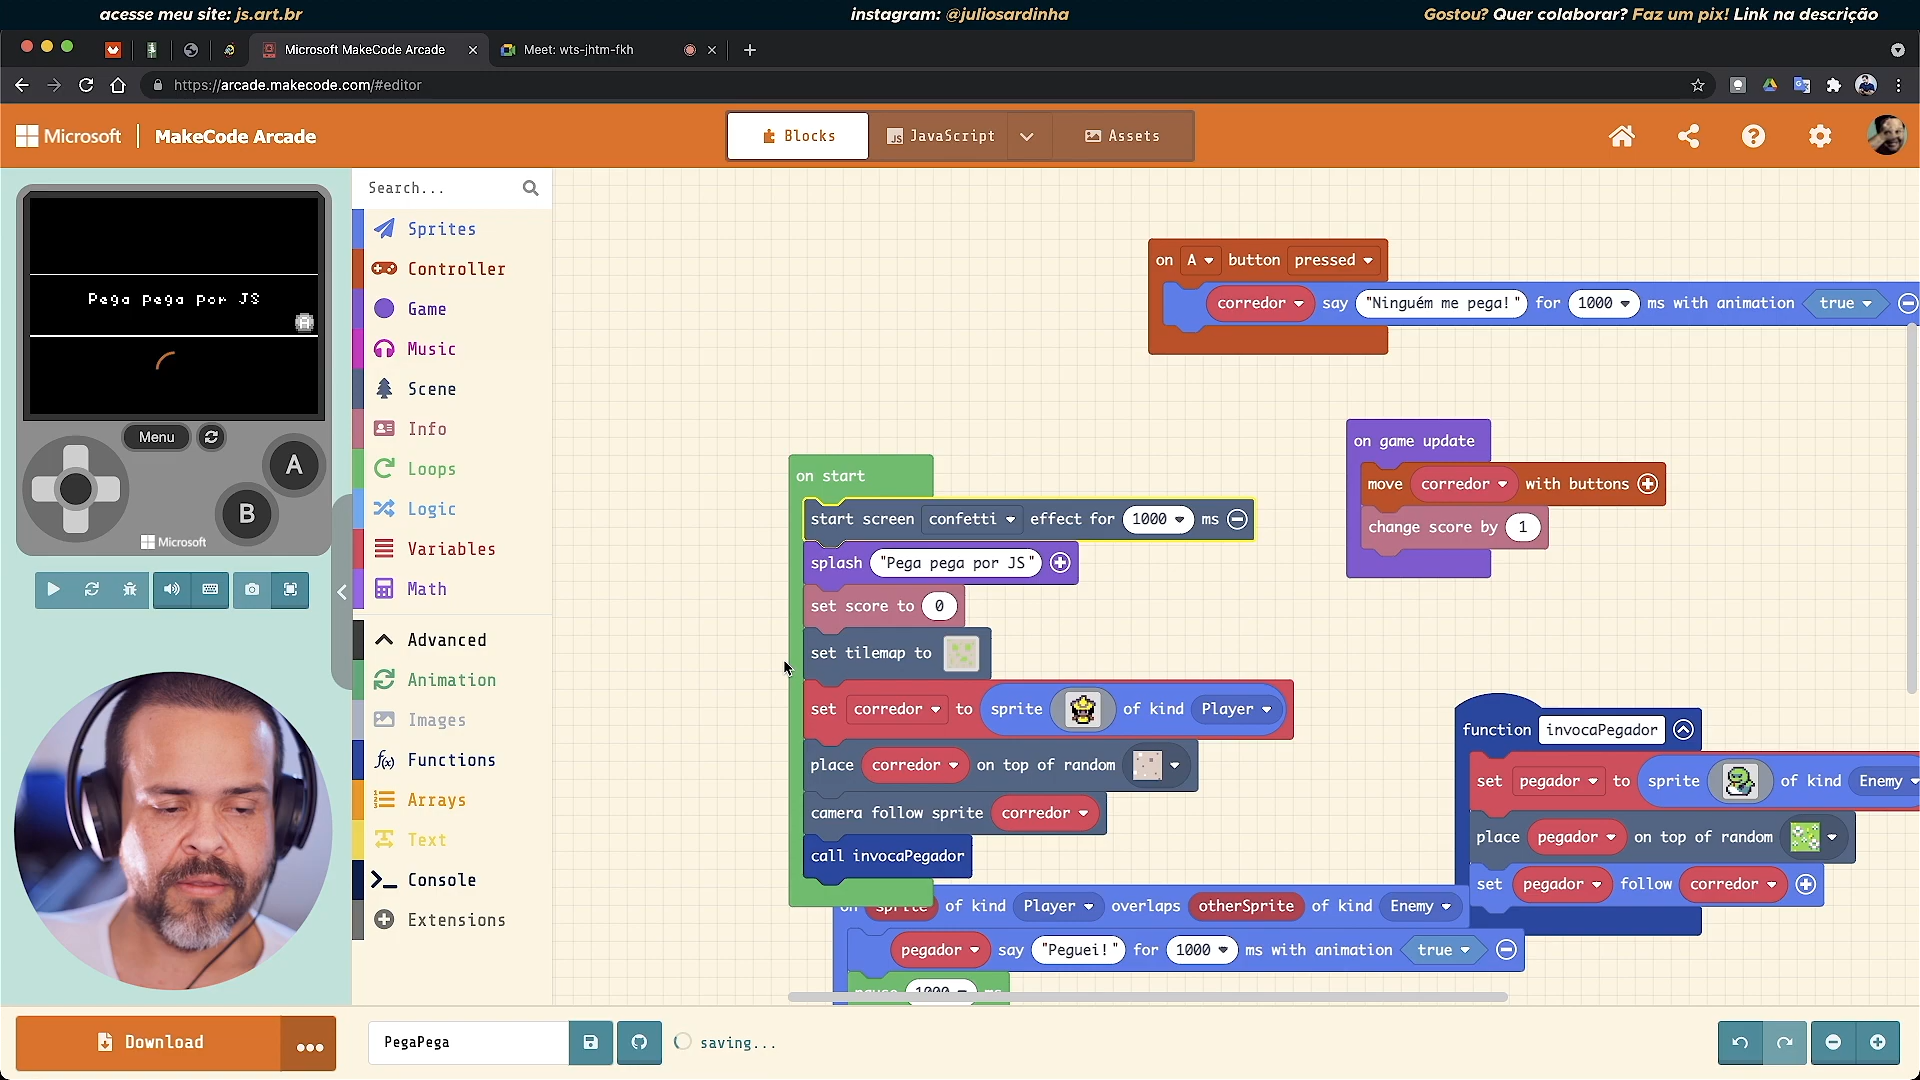 acesse meu site: js.art.br
instagram: @juliosardinha
Gostou? Quer colaborar? Faz um pix! Link na descrição
Microsoft MakeCode Arcade
Meet: wts-jhtm-fkh
https://arcade.makecode.com/#editor
Microsoft
MakeCode Arcade
Blocks
JavaScript
Assets
Search...
Sprites
Controller
Game
Music
Scene
Info
Loops
Logic
Variables
Math
Advanced
Animation
Images
Functions
Arrays
Text
Console
Extensions
Pega pega por JS
A
Menu
A
B
Microsoft
on A button pressed
corredor say "Ninguém me pega!" for 1000 ms with animation true
on game update
move corredor with buttons
change score by 1
on start
start screen confetti effect for 1000 ms
splash "Pega pega por JS"
set score to 0
set tilemap to
set corredor to sprite of kind Player
place corredor on top of random
camera follow sprite corredor
call invocaPegador
function invocaPegador
set pegador to sprite of kind Enemy
place pegador on top of random
set pegador follow corredor
on sprite of kind Player overlaps otherSprite of kind Enemy
pegador say "Peguei!" for 1000 ms with animation true
pause 1000 ms
Download
PegaPega
saving...